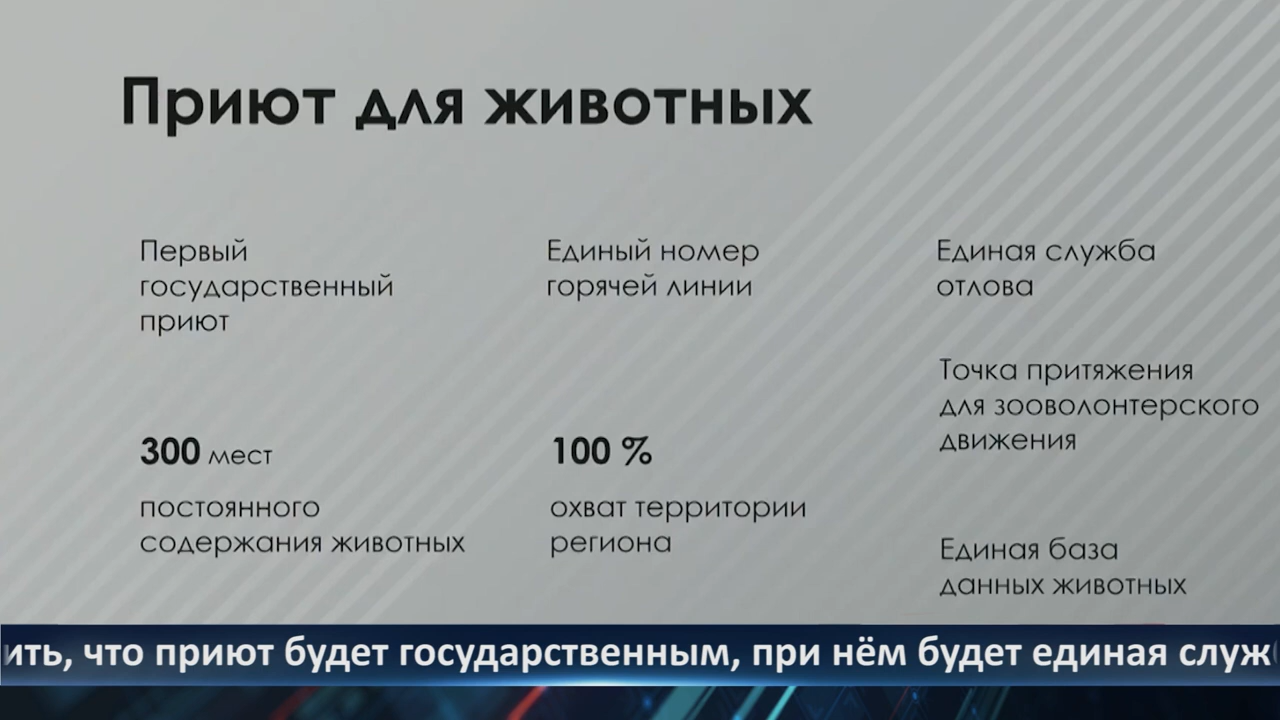 Приют для животных
Первый
государственный
приют
Единый номер
горячей линии
Единая служба
отлова
Точка притяжения
для зооволонтерского
движения
300 мест
постоянного
содержания животных
100 %
охват территории
региона
Единая база
данных животных
что приют будет государственным, при нём будет единая